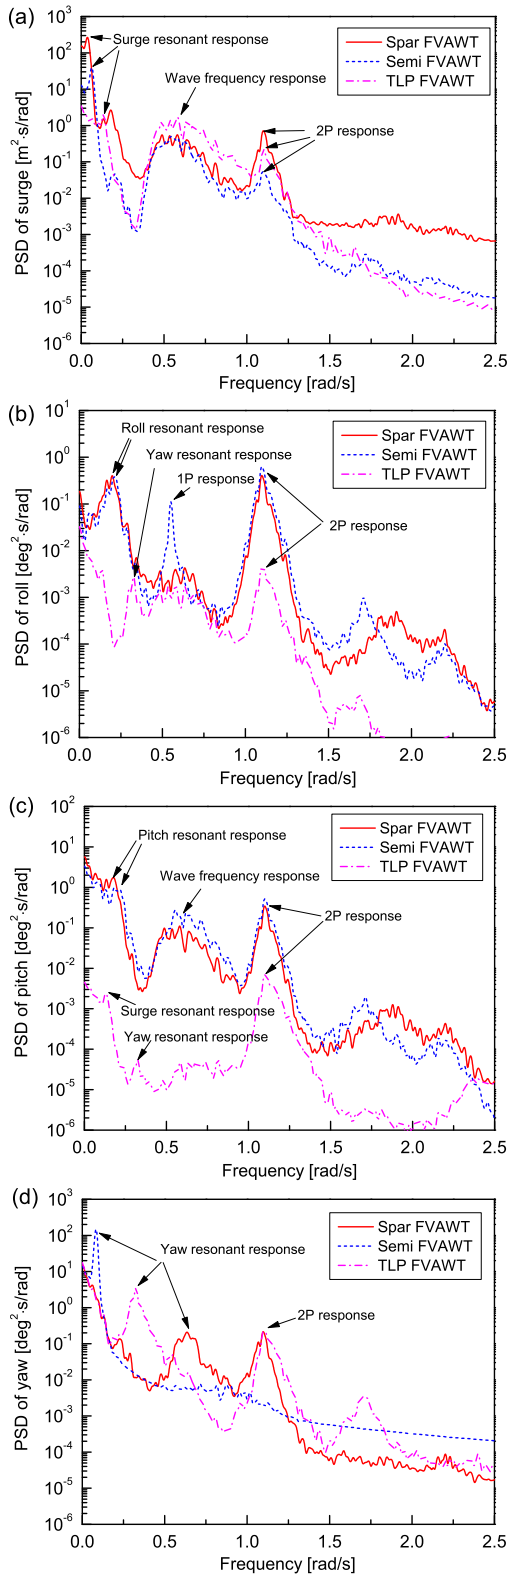 (a)
10³
10²
10¹
10⁰
10⁻¹
10⁻²
10⁻³
10⁻⁴
10⁻⁵
10⁻⁶
PSD of surge [m²·s/rad]
Surge resonant response
Wave frequency response
2P response
Spar FVAWT
Semi FVAWT
TLP FVAWT
0.0 0.5 1.0 1.5 2.0 2.5
Frequency [rad/s]
(b)
10¹
10⁰
10⁻¹
10⁻²
10⁻³
10⁻⁴
10⁻⁵
10⁻⁶
PSD of roll [deg²·s/rad]
Roll resonant response
Yaw resonant response
1P response
2P response
Spar FVAWT
Semi FVAWT
TLP FVAWT
0.0 0.5 1.0 1.5 2.0 2.5
Frequency [rad/s]
(c)
10²
10¹
10⁰
10⁻¹
10⁻²
10⁻³
10⁻⁴
10⁻⁵
10⁻⁶
PSD of pitch [deg²·s/rad]
Pitch resonant response
Wave frequency response
2P response
Surge resonant response
Yaw resonant response
Spar FVAWT
Semi FVAWT
TLP FVAWT
0.0 0.5 1.0 1.5 2.0 2.5
Frequency [rad/s]
(d)
10³
10²
10¹
10⁰
10⁻¹
10⁻²
10⁻³
10⁻⁴
10⁻⁵
10⁻⁶
PSD of yaw [deg²·s/rad]
Yaw resonant response
2P response
Spar FVAWT
Semi FVAWT
TLP FVAWT
0.0 0.5 1.0 1.5 2.0 2.5
Frequency [rad/s]